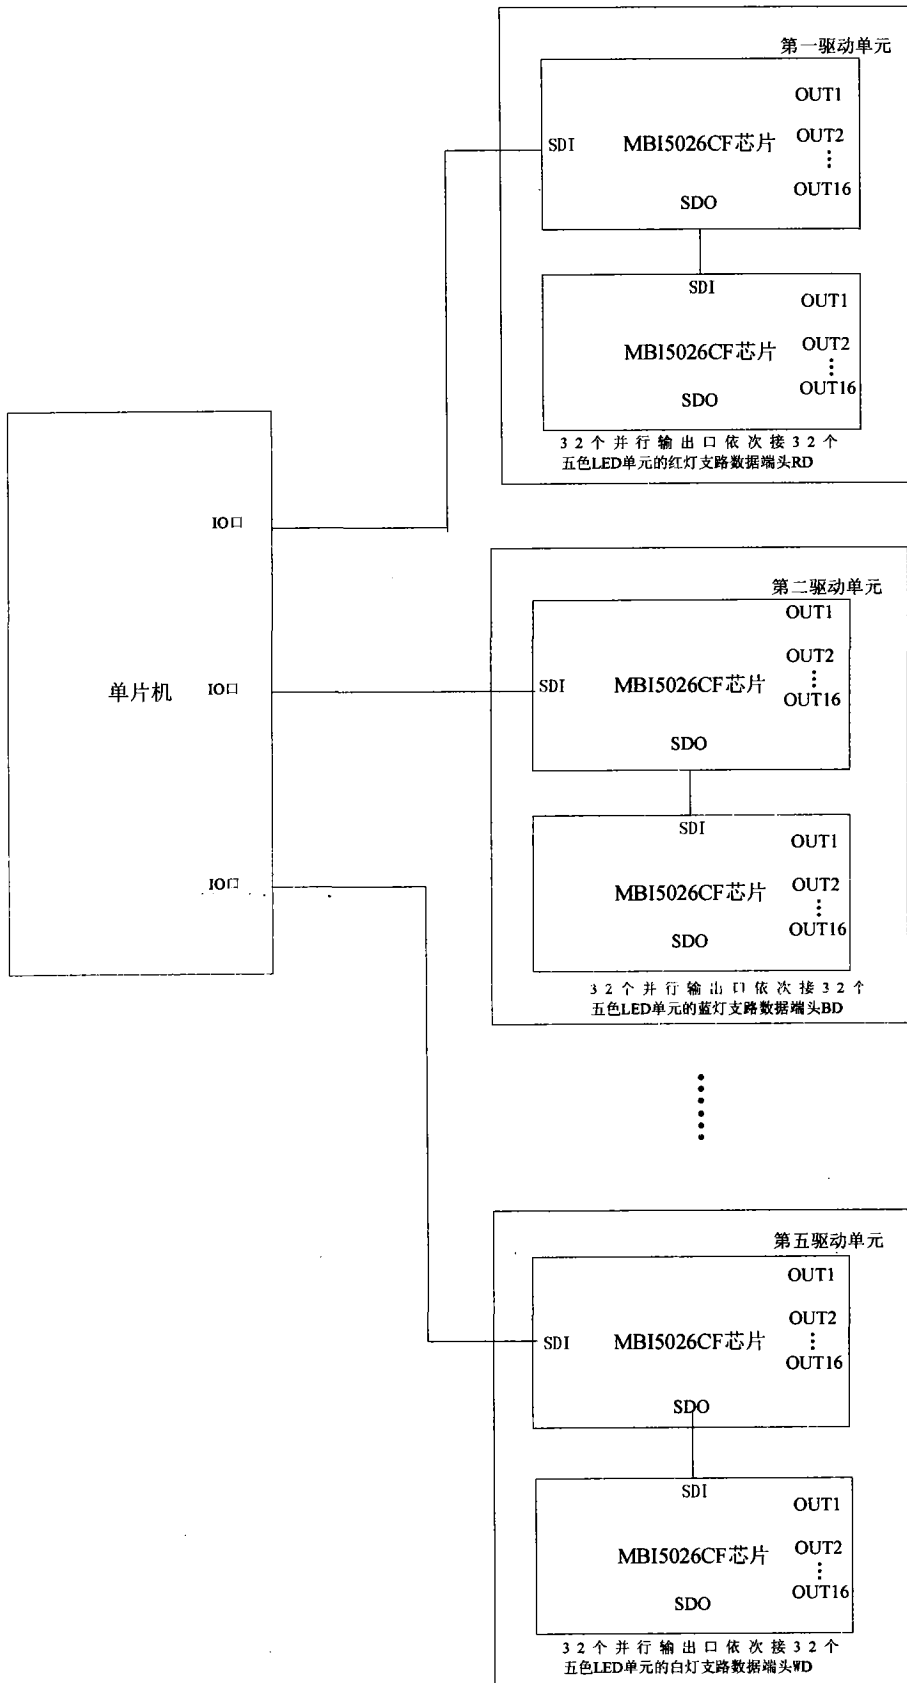 第一驱动单元
OUT1
SDI
MBI5026CF芯片
OUT2
OUT16
SDO
SDI
OUT1
MBI5026CF芯片
OUT2
OUT16
SDO
32个并行输出口依次接32个
五色LED单元的红灯支路数据端头RD
单片机
IO口
IO口
IO口
第二驱动单元
OUT1
SDI
MBI5026CF芯片
OUT2
OUT16
SDO
SDI
OUT1
MBI5026CF芯片
OUT2
OUT16
SDO
32个并行输出口依次接32个
五色LED单元的蓝灯支路数据端头BD
第五驱动单元
OUT1
SDI
MBI5026CF芯片
OUT2
OUT16
SDO
SDI
OUT1
MBI5026CF芯片
OUT2
OUT16
SDO
32个并行输出口依次接32个
五色LED单元的白灯支路数据端头WD